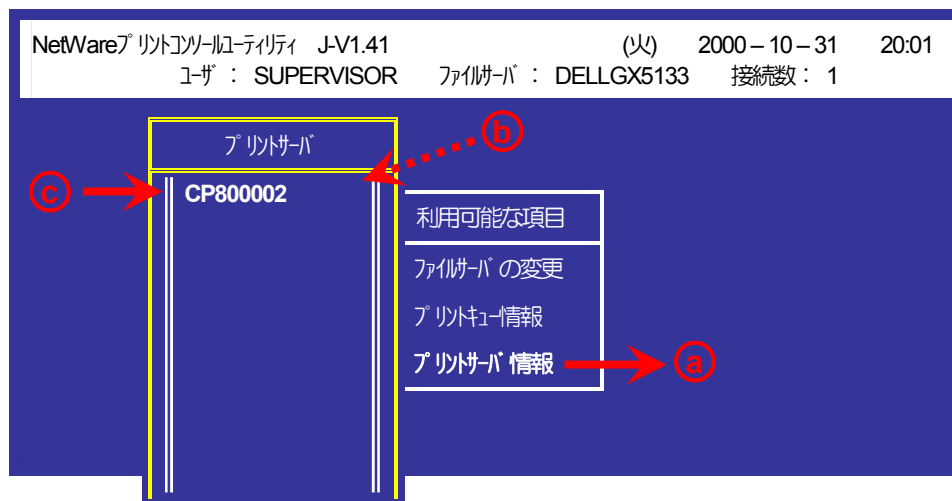 NetWareﾌﾟﾘﾝﾄｺﾝｿｰﾙﾕｰﾃｨﾘﾃｨ J-V1.41 (火) 2000 – 10 – 31 20:01
ﾕｰｻﾞ : SUPERVISOR ﾌｧｲﾙｻｰﾊﾞ : DELLGX5133 接続数 : 1
ﾌﾟﾘﾝﾄｻｰﾊﾞ
b
c
CP800002
利用可能な項目
ﾌｧｲﾙｻｰﾊﾞの変更
ﾌﾟﾘﾝﾄｷｭｰ情報
ﾌﾟﾘﾝﾄｻｰﾊﾞ情報
a